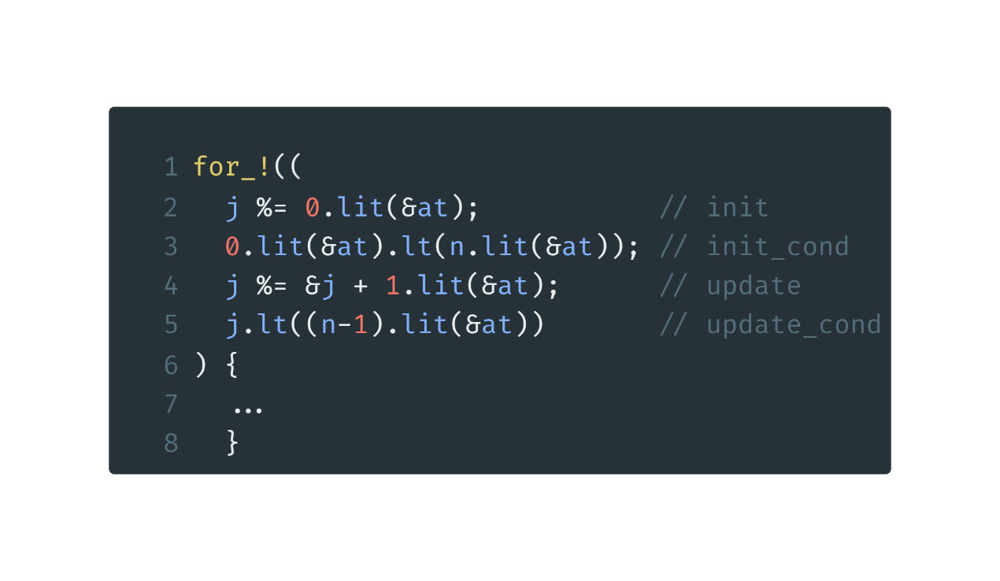 1 for_!((
2   j %= 0.lit(&at);            // init
3   0.lit(&at).lt(n.lit(&at)); // init_cond
4   j %= &j + 1.lit(&at);       // update
5   j.lt((n-1).lit(&at))        // update_cond
6 ) {
7   ...
8   }